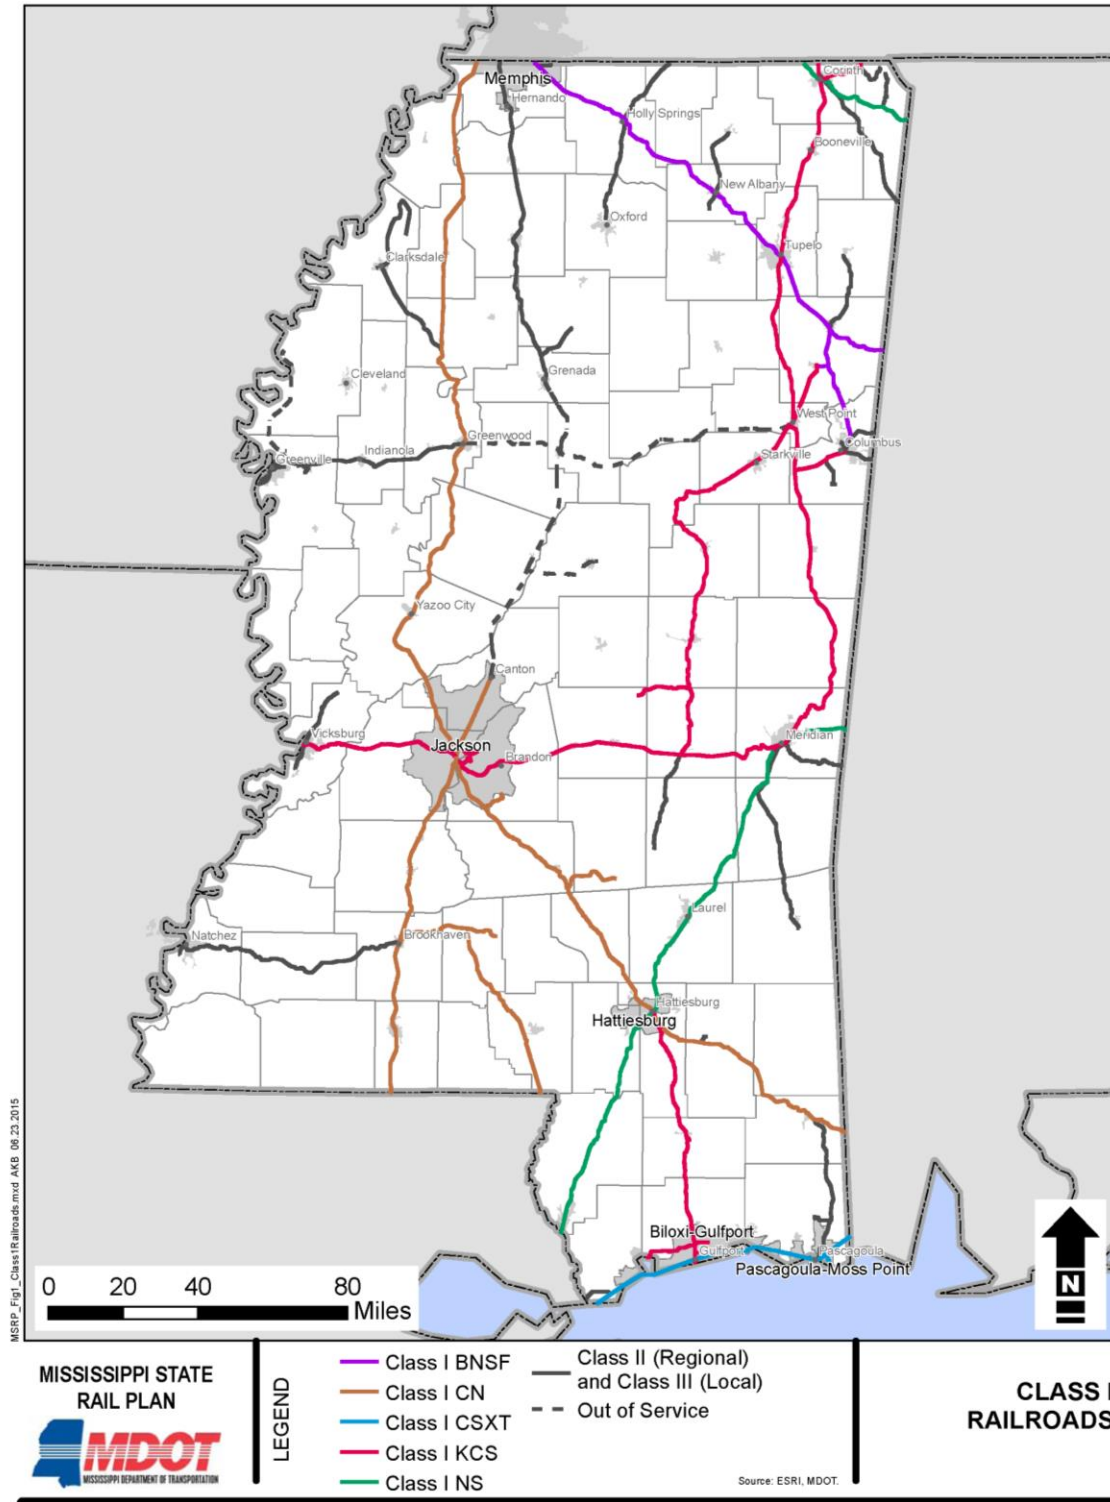 Memphis
Hernando
Corinth
Holly Springs
Booneville
New Albany
Oxford
Tupelo
Clarksdale
Cleveland
Grenada
West Point
Greenwood
Columbus
Indianola
Starkville
Greenville
Yazoo City
Canton
Vicksburg
Meridian
Jackson
Brandon
Laurel
Natchez
Brookhaven
Hattiesburg
Hattiesburg
Biloxi-Gulfport
Gulfport
Pascagoula
Pascagoula-Moss Point
0 20 40 80
Miles
N
MSRP_Fig1_Class1Railroads.mxd AKB 06.23.2015
MISSISSIPPI STATE
RAIL PLAN
MDOT
MISSISSIPPI DEPARTMENT OF TRANSPORTATION
LEGEND
Class I BNSF
Class I CN
Class I CSXT
Class I KCS
Class I NS
Class II (Regional)
and Class III (Local)
Out of Service
Source: ESRI, MDOT.
CLASS I
RAILROADS